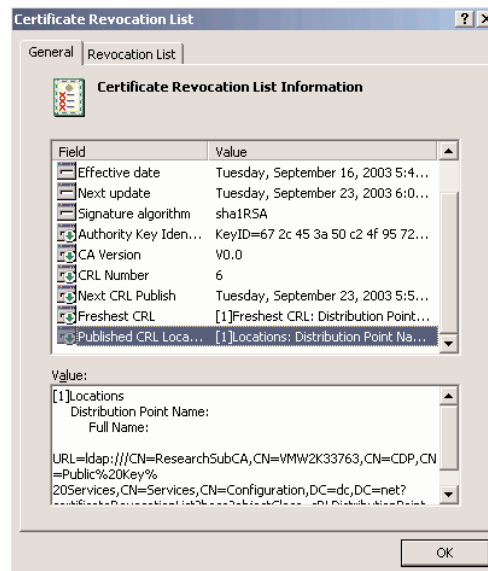 Certificate Revocation List
General Revocation List
Certificate Revocation List Information
Field Value
Effective date Tuesday, September 16, 2003 5:4...
Next update Tuesday, September 23, 2003 6:0...
Signature algorithm sha1RSA
Authority Key Iden... KeyID=67 2c 45 3a 50 c2 4f 95 72...
CA Version V0.0
CRL Number 6
Next CRL Publish Tuesday, September 23, 2003 5:5...
Freshest CRL [1]Freshest CRL: Distribution Point...
Published CRL Loca... [1]Locations: Distribution Point Na...
Value:
[1]Locations
Distribution Point Name:
Full Name:
URL=ldap:///CN=ResearchSubCA,CN=VMW2K33763,CN=CDP,CN
=Public%20Key%
20Services,CN=Services,CN=Configuration,DC=dc,DC=net?
OK